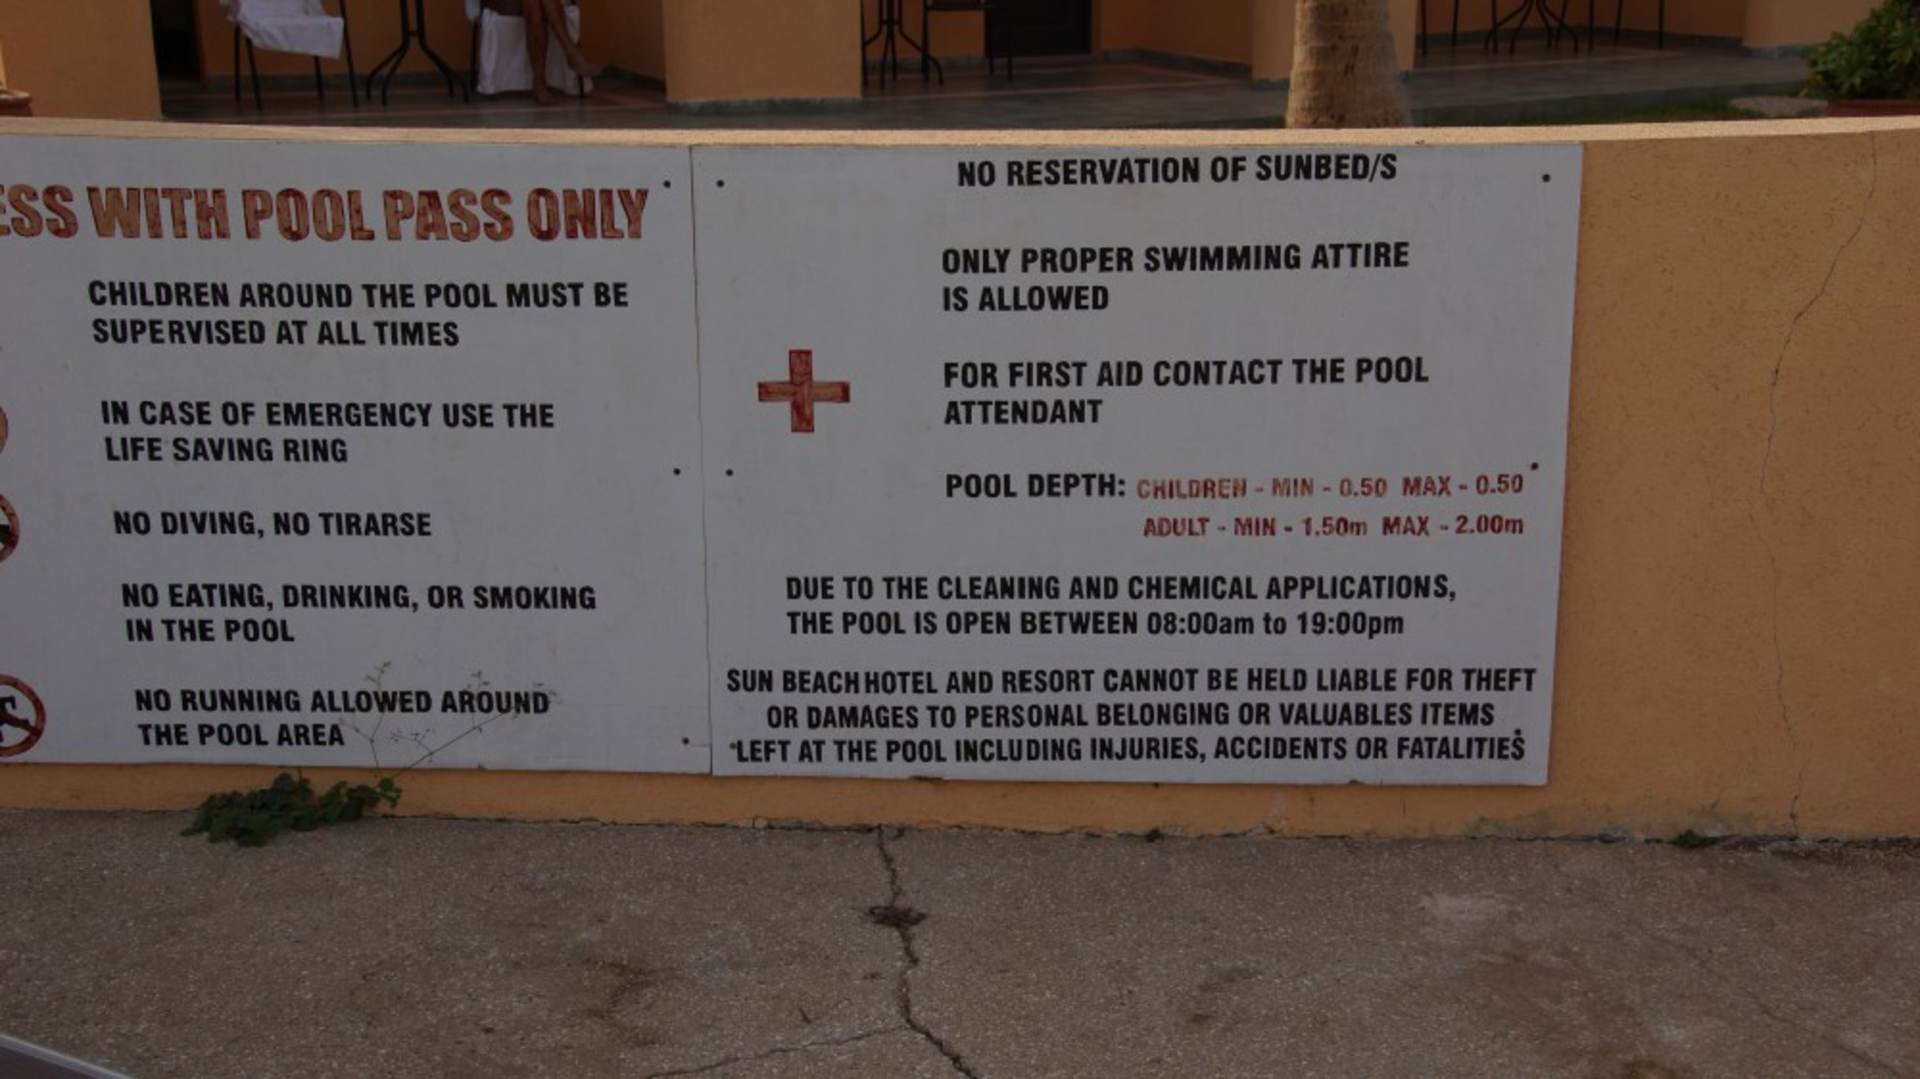 ESS WITH POOL PASS ONLY
CHILDREN AROUND THE POOL MUST BE
SUPERVISED AT ALL TIMES
IN CASE OF EMERGENCY USE THE
LIFE SAVING RING
NO DIVING, NO TIRARSE
NO EATING, DRINKING, OR SMOKING
IN THE POOL
NO RUNNING ALLOWED AROUND
THE POOL AREA
NO RESERVATION OF SUNBED/S
ONLY PROPER SWIMMING ATTIRE
IS ALLOWED
FOR FIRST AID CONTACT THE POOL
ATTENDANT
POOL DEPTH: CHILDREN - MIN - 0.50 MAX - 0.50
ADULT - MIN - 1.50m MAX - 2.00m
DUE TO THE CLEANING AND CHEMICAL APPLICATIONS,
THE POOL IS OPEN BETWEEN 08:00am to 19:00pm
SUN BEACH HOTEL AND RESORT CANNOT BE HELD LIABLE FOR THEFT
OR DAMAGES TO PERSONAL BELONGING OR VALUABLES ITEMS
LEFT AT THE POOL INCLUDING INJURIES, ACCIDENTS OR FATALITIES